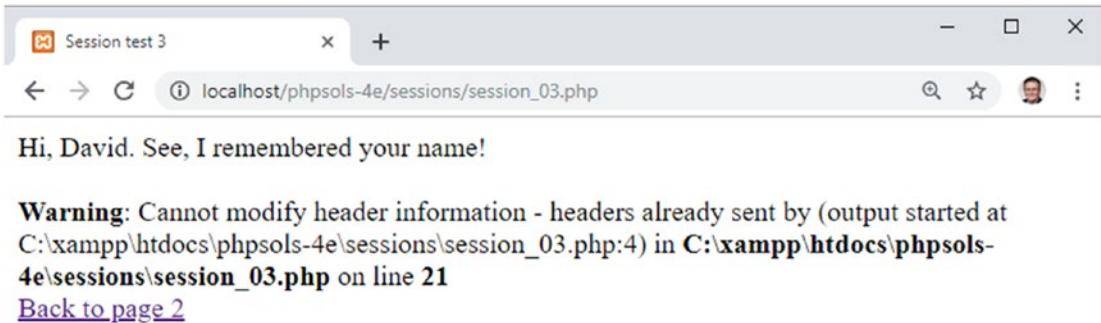 Session test 3
localhost/phpsols-4e/sessions/session_03.php
Hi, David. See, I remembered your name!
Warning: Cannot modify header information - headers already sent by (output started at
C:\xampp\htdocs\phpsols-4e\sessions\session_03.php:4) in C:\xampp\htdocs\phpsols-
4e\sessions\session_03.php on line 21
Back to page 2